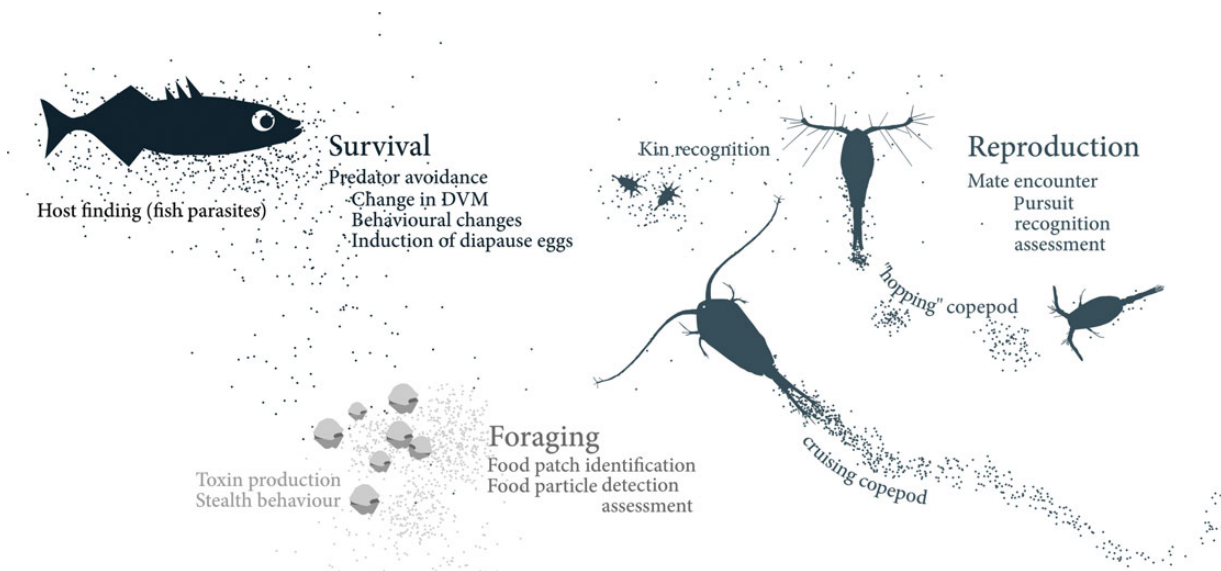 Survival
Predator avoidance
Change in DVM
Behavioural changes
Induction of diapause eggs
Host finding (fish parasites)
Kin recognition
Reproduction
Mate encounter
Pursuit
recognition
assessment
"hopping" copepod
cruising copepod
Foraging
Food patch identification
Food particle detection
assessment
Toxin production
Stealth behaviour